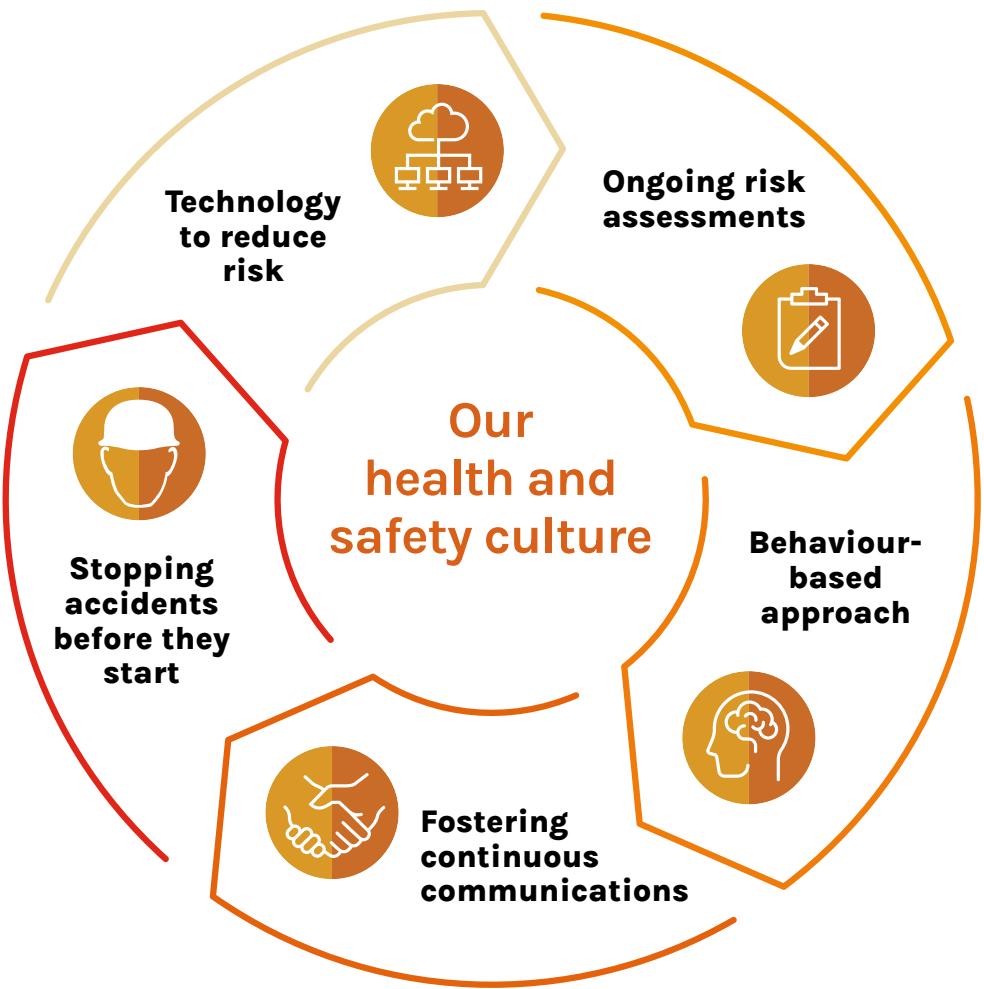 Our
health and
safety culture
Technology
to reduce
risk
Ongoing risk
assessments
Behaviour-
based
approach
Fostering
continuous
communications
Stopping
accidents
before they
start